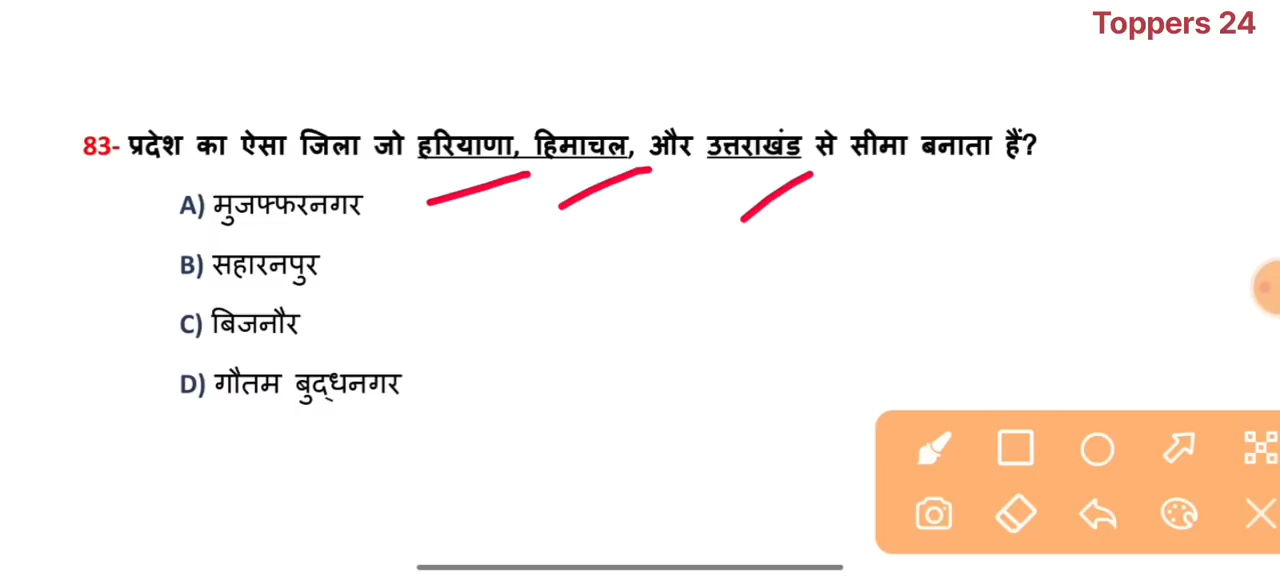 Toppers 24
83- प्रदेश का ऐसा जिला जो हरियाणा, हिमाचल, और उत्तराखंड से सीमा बनाता हैं?
A) मुजफ्फरनगर
B) सहारनपुर
C) बिजनौर
D) गौतम बुद्धनगर